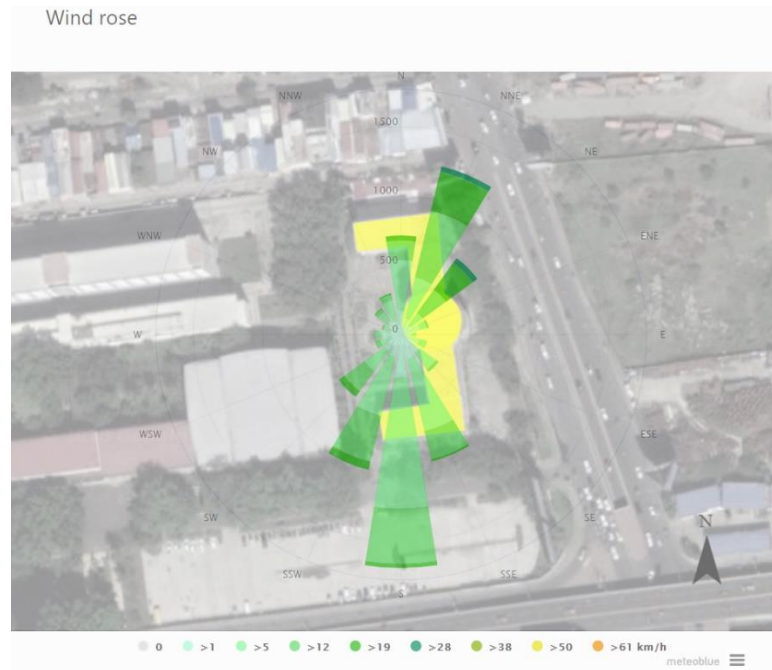 Wind rose
N
NNW
NNE
1500
NW
NE
1000
WNW
ENE
500
W
0
E
WSW
ESE
SW
SE
N
SSW
SSE
S
0 >1 >5 >12 >19 >28 >38 >50 >61 km/h
meteoblue